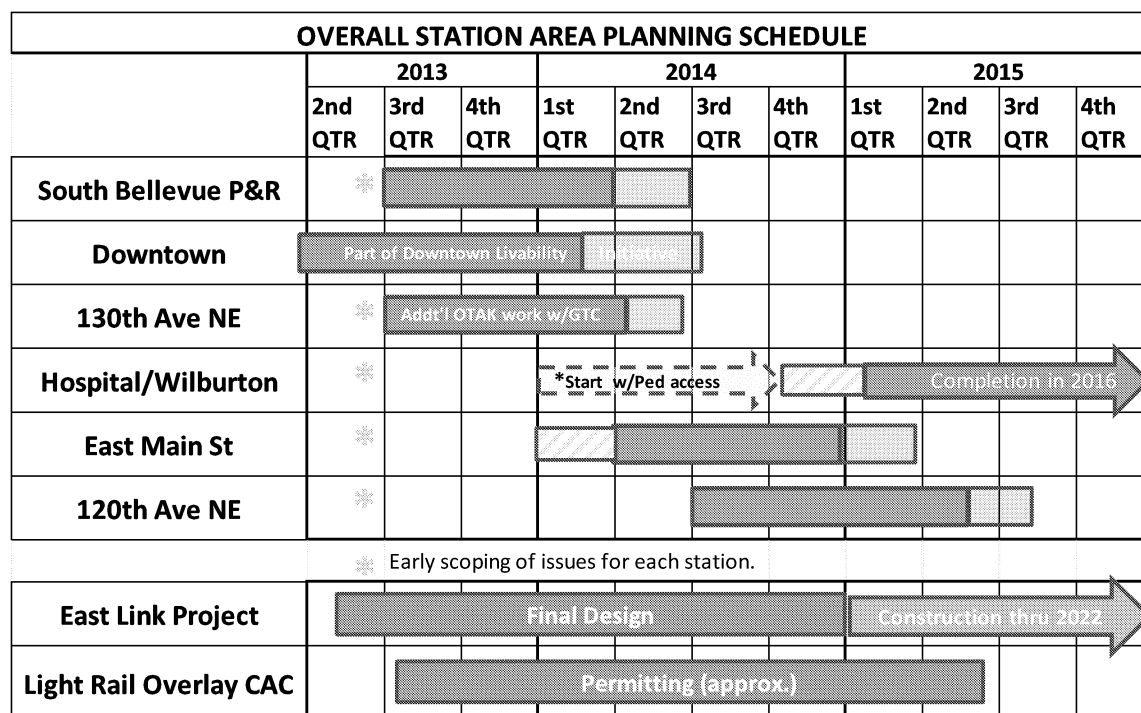 OVERALL STATION AREA PLANNING SCHEDULE
2013 2014 2015
2nd QTR 3rd QTR 4th QTR 1st QTR 2nd QTR 3rd QTR 4th QTR 1st QTR 2nd QTR 3rd QTR 4th QTR
South Bellevue P&R *
Downtown Part of Downtown Livability Initiative
130th Ave NE * Addt'l OTAK work w/GTC
Hospital/Wilburton * *Start w/Ped access Completion in 2016
East Main St *
120th Ave NE *
* Early scoping of issues for each station.
East Link Project Final Design Construction thru 2022
Light Rail Overlay CAC Permitting (approx.)